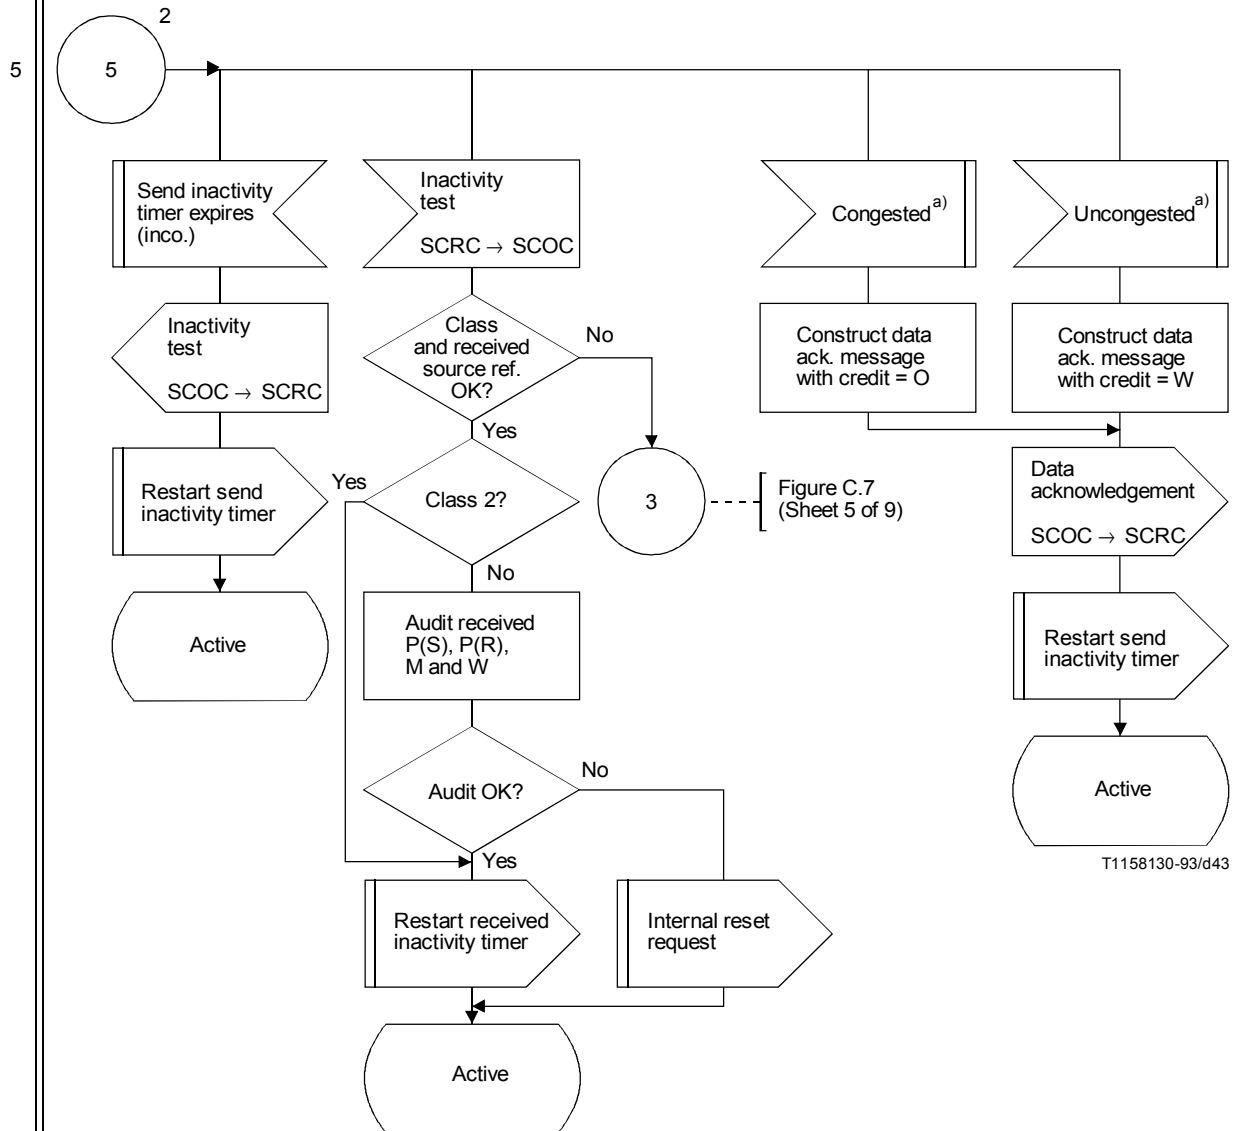 2
5
5
Send inactivity
timer expires
(inco.)
Inactivity
test
SCRC → SCOC
Congested a)
Uncongested a)
Inactivity
test
SCOC → SCRC
Class
and received
source ref.
OK?
No
Yes
Construct data
ack. message
with credit = O
Construct data
ack. message
with credit = W
Restart send
inactivity timer
Yes
Class 2?
No
3
Figure C.7
(Sheet 5 of 9)
Data
acknowledgement
SCOC → SCRC
Active
Audit received
P(S), P(R),
M and W
Restart send
inactivity timer
Audit OK?
No
Yes
Active
T1158130-93/d43
Restart received
inactivity timer
Internal reset
request
Active